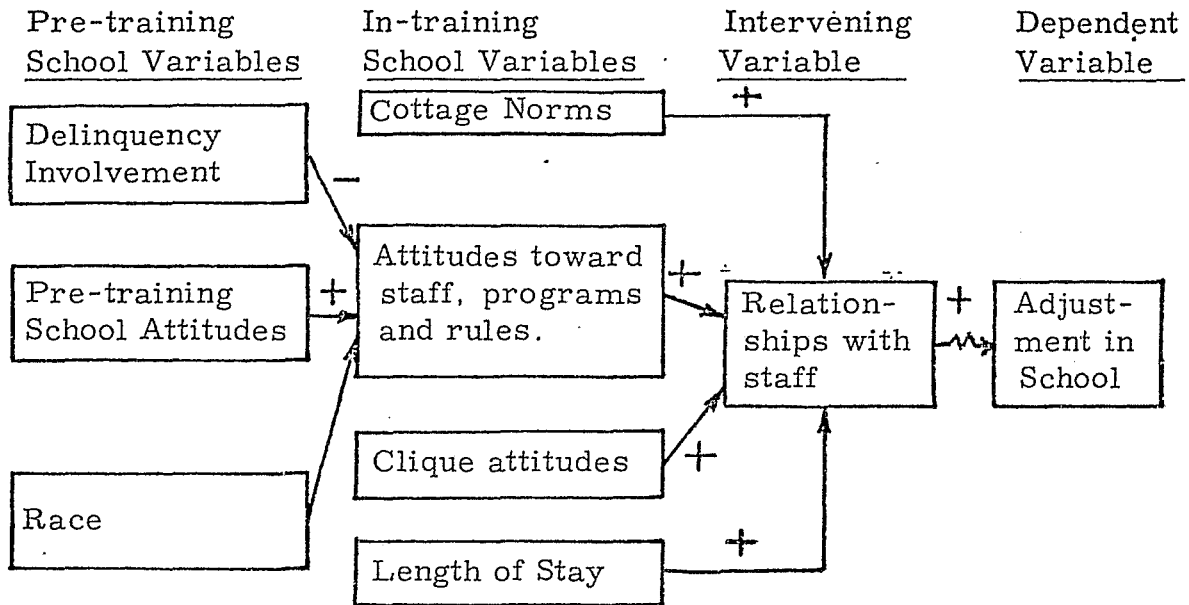 Pre-training
School Variables
In-training
School Variables
Intervening
Variable
Dependent
Variable
Delinquency
Involvement
−
Pre-training
School Attitudes
+
Race
Cottage Norms
+
Attitudes toward
staff, programs
and rules.
+
Clique attitudes
+
Length of Stay
+
Relation-
ships with
staff
+
Adjust-
ment in
School